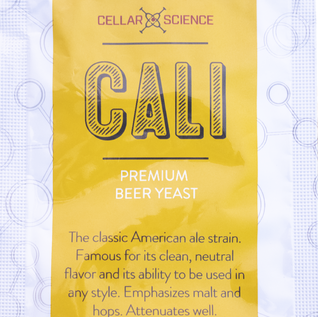 CELLAR SCIENCE
CALI
PREMIUM
BEER YEAST
The classic American ale strain.
Famous for its clean, neutral
flavor and its ability to be used in
any style. Emphasizes malt and
hops. Attenuates well.